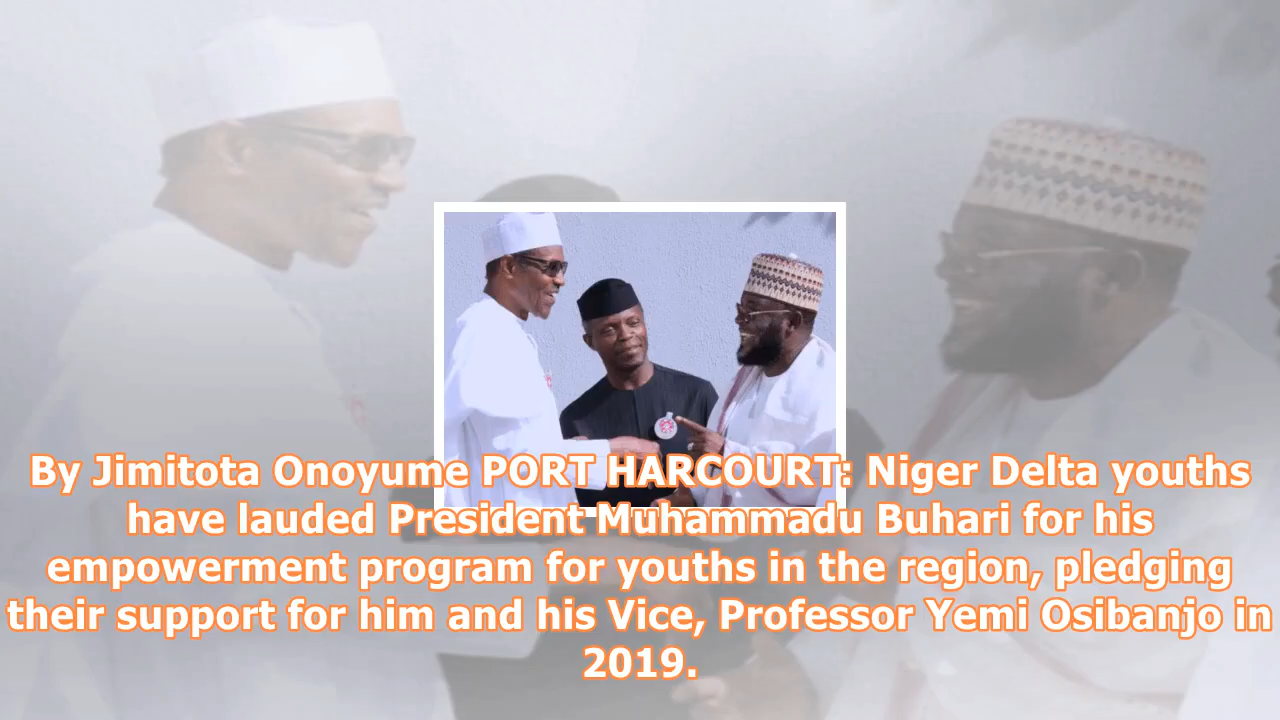 By Jimitota Onoyume PORT HARCOURT: Niger Delta youths
have lauded President Muhammadu Buhari for his
empowerment program for youths in the region, pledging
their support for him and his Vice, Professor Yemi Osibanjo in
2019.